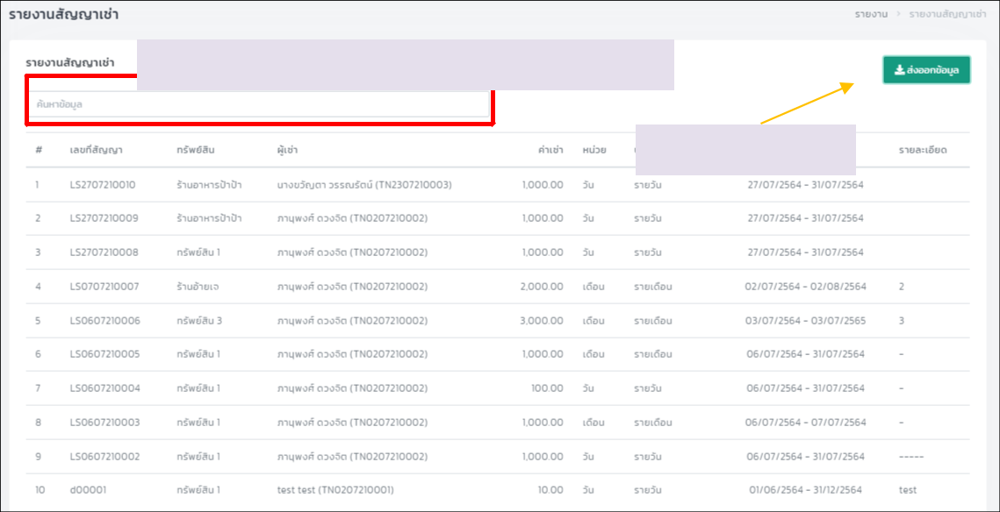 รายงานสัญญาเช่า
รายงาน > รายงานสัญญาเช่า
รายงานสัญญาเช่า
ส่งออกข้อมูล
ค้นหาข้อมูล
# เลขที่สัญญา ทรัพย์สิน ผู้เช่า ค่าเช่า หน่วย รายละเอียด
1 LS2707210010 ร้านอาหารป้าป้า นางขวัญตา วรรณรัตน์ (TN2307210003) 1,000.00 วัน รายวัน 27/07/2564 - 31/07/2564
2 LS2707210009 ร้านอาหารป้าป้า ภานุพงศ์ ดวงจิต (TN0207210002) 1,000.00 วัน รายวัน 27/07/2564 - 31/07/2564
3 LS2707210008 ทรัพย์สิน 1 ภานุพงศ์ ดวงจิต (TN0207210002) 1,000.00 วัน รายวัน 27/07/2564 - 31/07/2564
4 LS0707210007 ร้านอ้ายเจ ภานุพงศ์ ดวงจิต (TN0207210002) 2,000.00 เดือน รายเดือน 02/07/2564 - 02/08/2564 2
5 LS0607210006 ทรัพย์สิน 3 ภานุพงศ์ ดวงจิต (TN0207210002) 3,000.00 เดือน รายเดือน 03/07/2564 - 03/07/2565 3
6 LS0607210005 ทรัพย์สิน 1 ภานุพงศ์ ดวงจิต (TN0207210002) 1,000.00 เดือน รายเดือน 06/07/2564 - 31/07/2564 -
7 LS0607210004 ทรัพย์สิน 1 ภานุพงศ์ ดวงจิต (TN0207210002) 100.00 วัน รายวัน 06/07/2564 - 31/07/2564 -
8 LS0607210003 ทรัพย์สิน 1 ภานุพงศ์ ดวงจิต (TN0207210002) 1,000.00 เดือน รายเดือน 06/07/2564 - 07/07/2564 -
9 LS0607210002 ทรัพย์สิน 1 ภานุพงศ์ ดวงจิต (TN0207210002) 1,000.00 วัน รายวัน 06/07/2564 - 31/07/2564 -----
10 d00001 ทรัพย์สิน 1 test test (TN0207210001) 10.00 วัน รายวัน 01/06/2564 - 31/12/2564 test